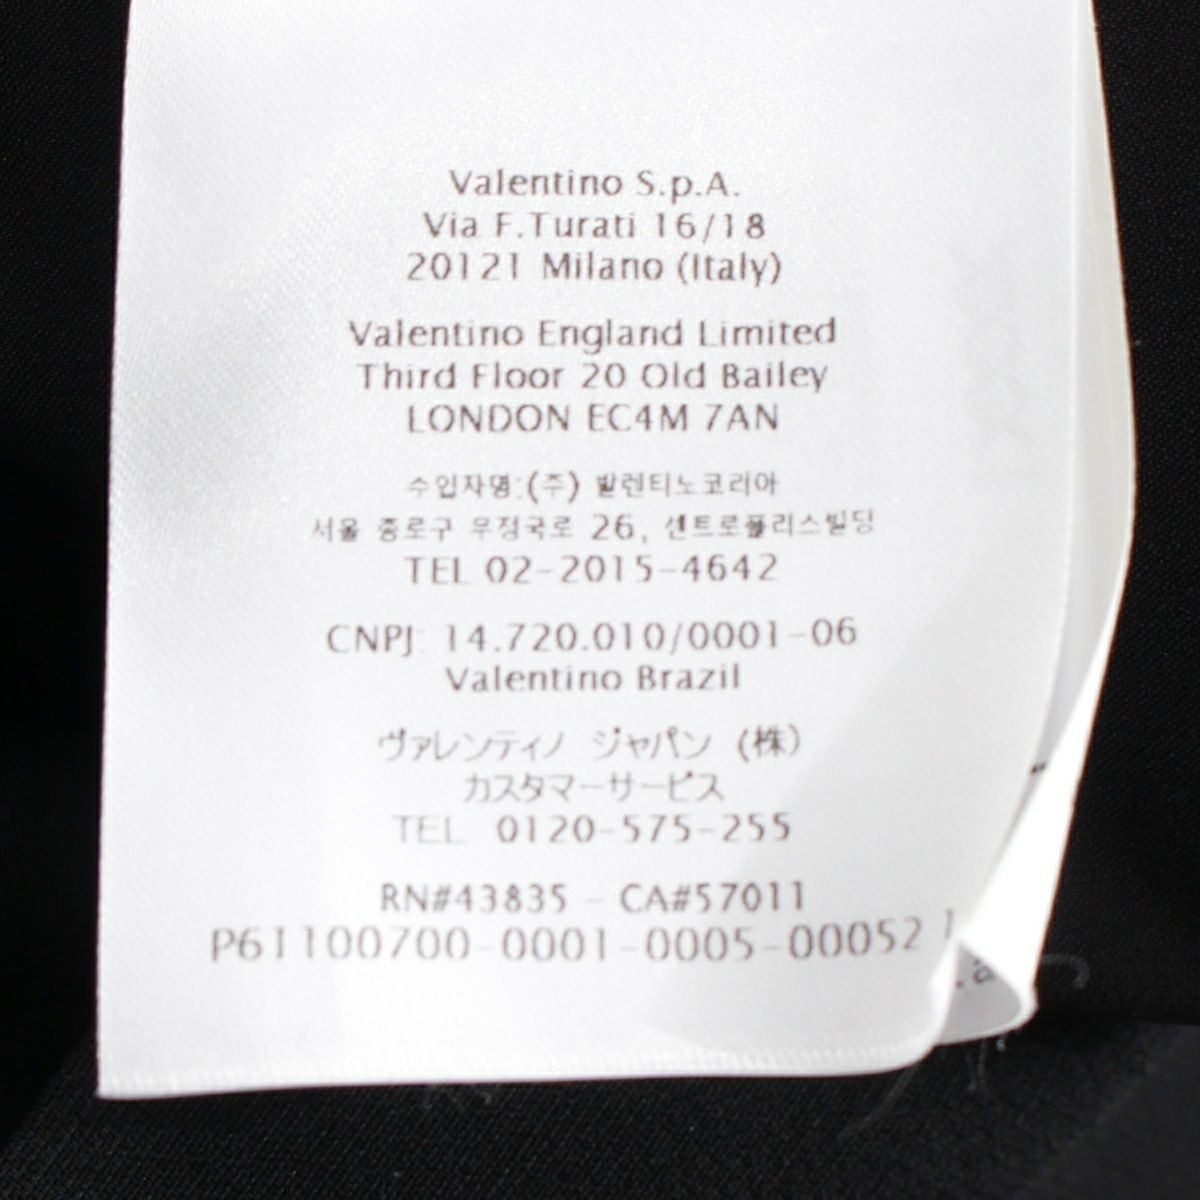 Valentino S.p.A.
Via F.Turati 16/18
20121 Milano (Italy)
Valentino England Limited
Third Floor 20 Old Bailey
LONDON EC4M 7AN
수입자명:(주) 발렌티노코리아
서울 종로구 우정국로 26, 센트로폴리스빌딩
TEL 02-2015-4642
CNPJ: 14.720.010/0001-06
Valentino Brazil
ヴァレンティノ ジャパン (株)
カスタマーサービス
TEL 0120-575-255
RN#43835 - CA#57011
P61100700-0001-0005-00052